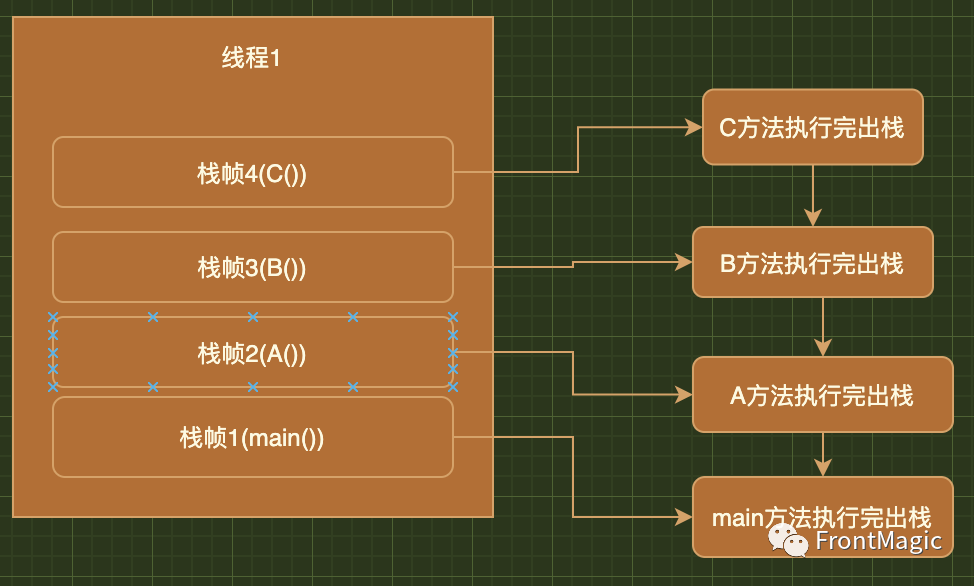 线程1
栈帧4(C())
栈帧3(B())
栈帧2(A())
栈帧1(main())
C方法执行完出栈
B方法执行完出栈
A方法执行完出栈
main方法执行完出栈
FrontMagic